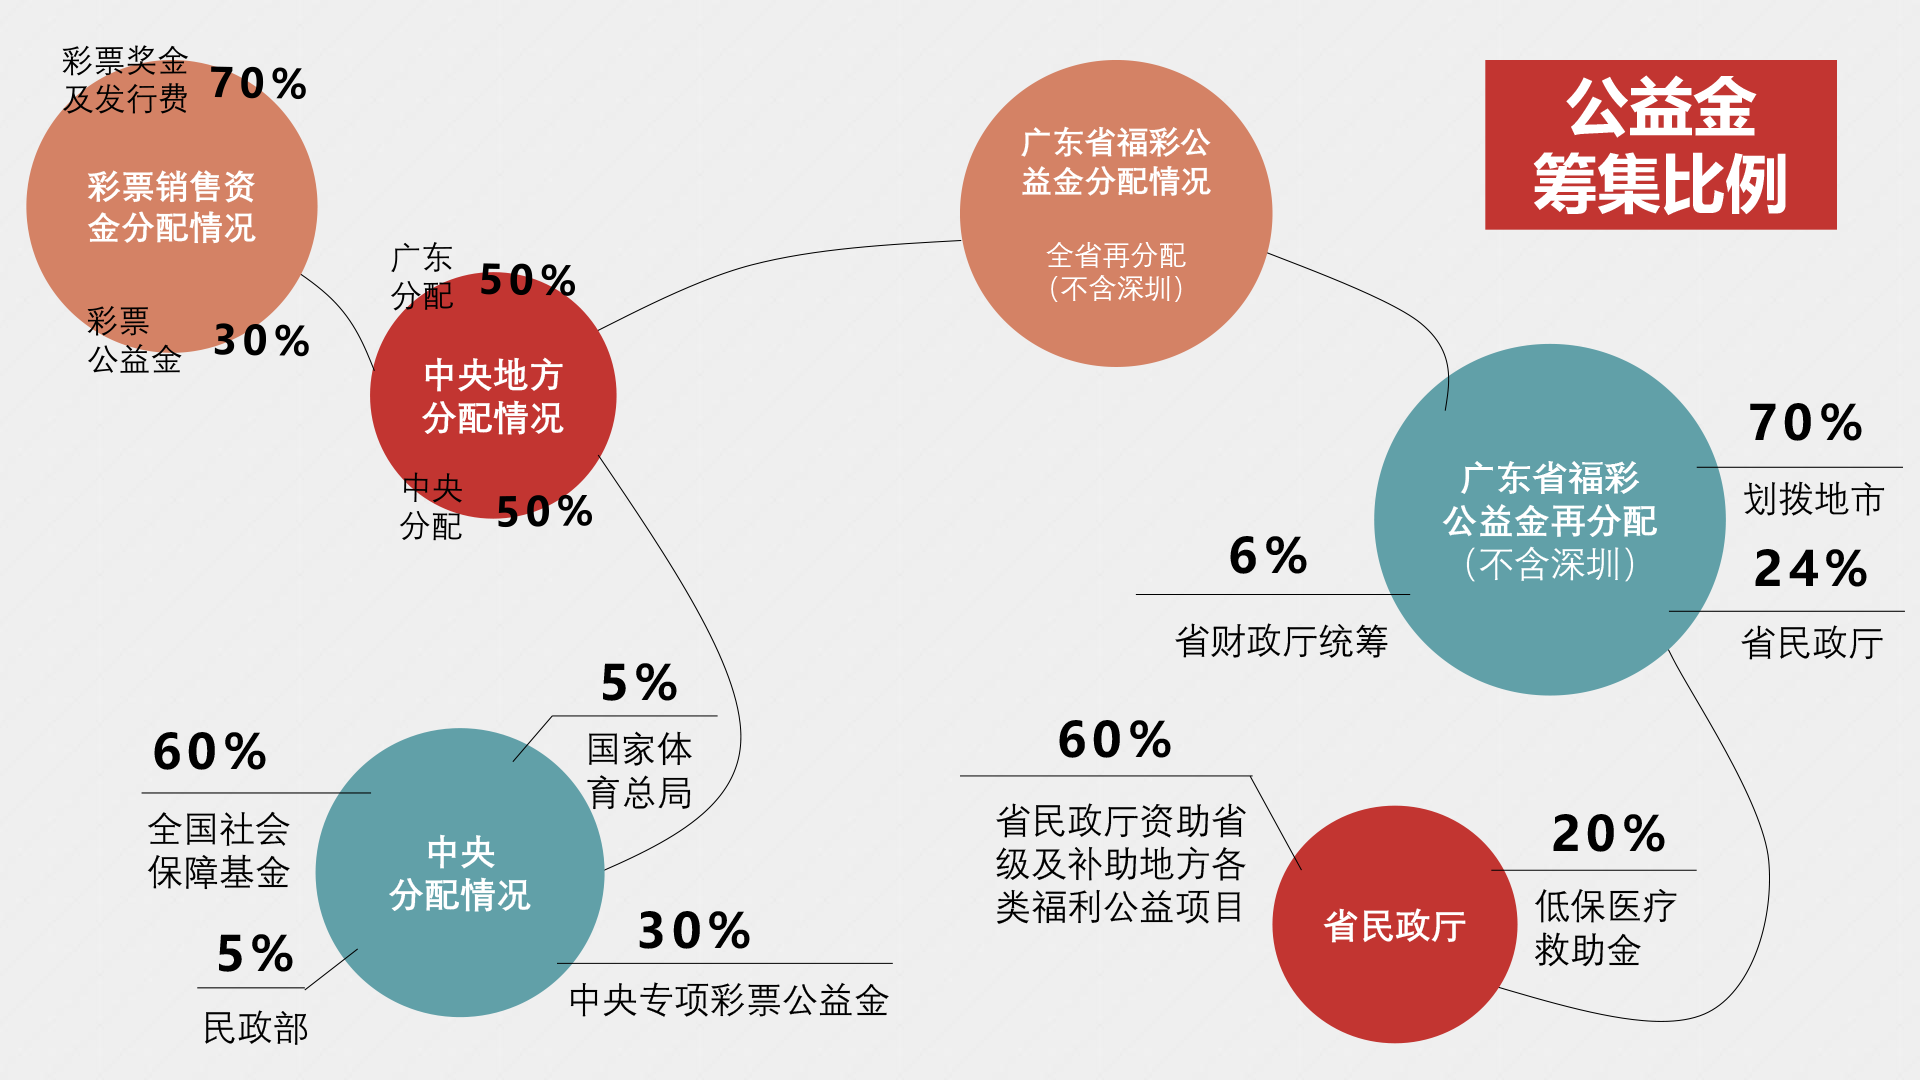 公益金
筹集比例
彩票奖金
及发行费
70%
彩票销售资
金分配情况
彩票
公益金
30%
广东
分配
50%
中央地方
分配情况
中央
分配
50%
广东省福彩公
益金分配情况
全省再分配
（不含深圳）
广东省福彩
公益金再分配
（不含深圳）
70%
划拨地市
24%
省民政厅
6%
省财政厅统筹
5%
国家体
育总局
60%
全国社会
保障基金
中央
分配情况
5%
民政部
30%
中央专项彩票公益金
60%
省民政厅资助省
级及补助地方各
类福利公益项目
省民政厅
20%
低保医疗
救助金